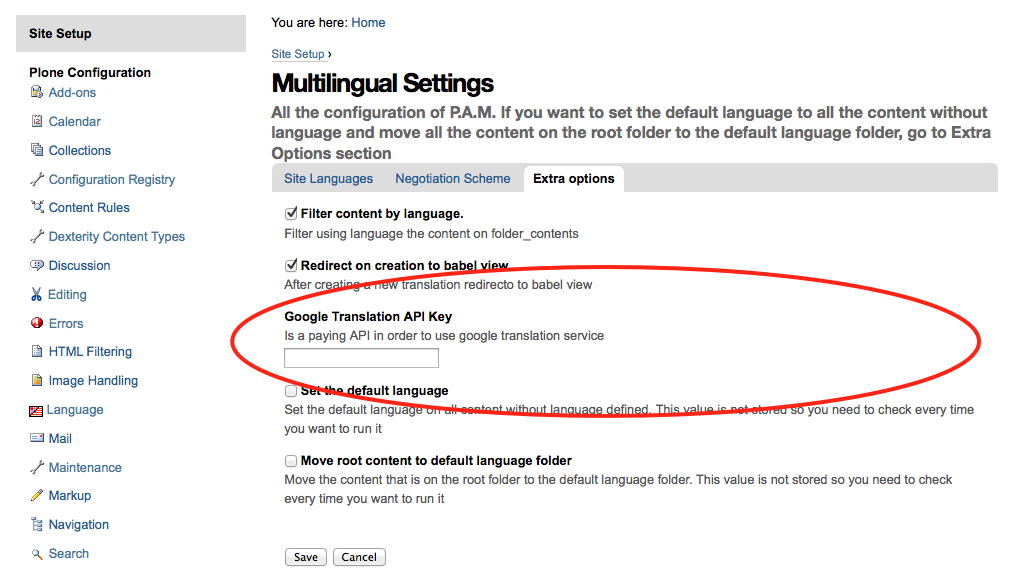 Site Setup
Plone Configuration
Add-ons
Calendar
Collections
Configuration Registry
Content Rules
Dexterity Content Types
Discussion
Editing
Errors
HTML Filtering
Image Handling
Language
Mail
Maintenance
Markup
Navigation
Search
You are here: Home
Site Setup ›
Multilingual Settings
All the configuration of P.A.M. If you want to set the default language to all the content without
language and move all the content on the root folder to the default language folder, go to Extra
Options section
Site Languages Negotiation Scheme Extra options
Filter content by language.
Filter using language the content on folder_contents
Redirect on creation to babel view
After creating a new translation redirecto to babel view
Google Translation API Key
Is a paying API in order to use google translation service
Set the default language
Set the default language on all content without language defined. This value is not stored so you need to check every time
you want to run it
Move root content to default language folder
Move the content that is on the root folder to the default language folder. This value is not stored so you need to check
every time you want to run it
Save Cancel